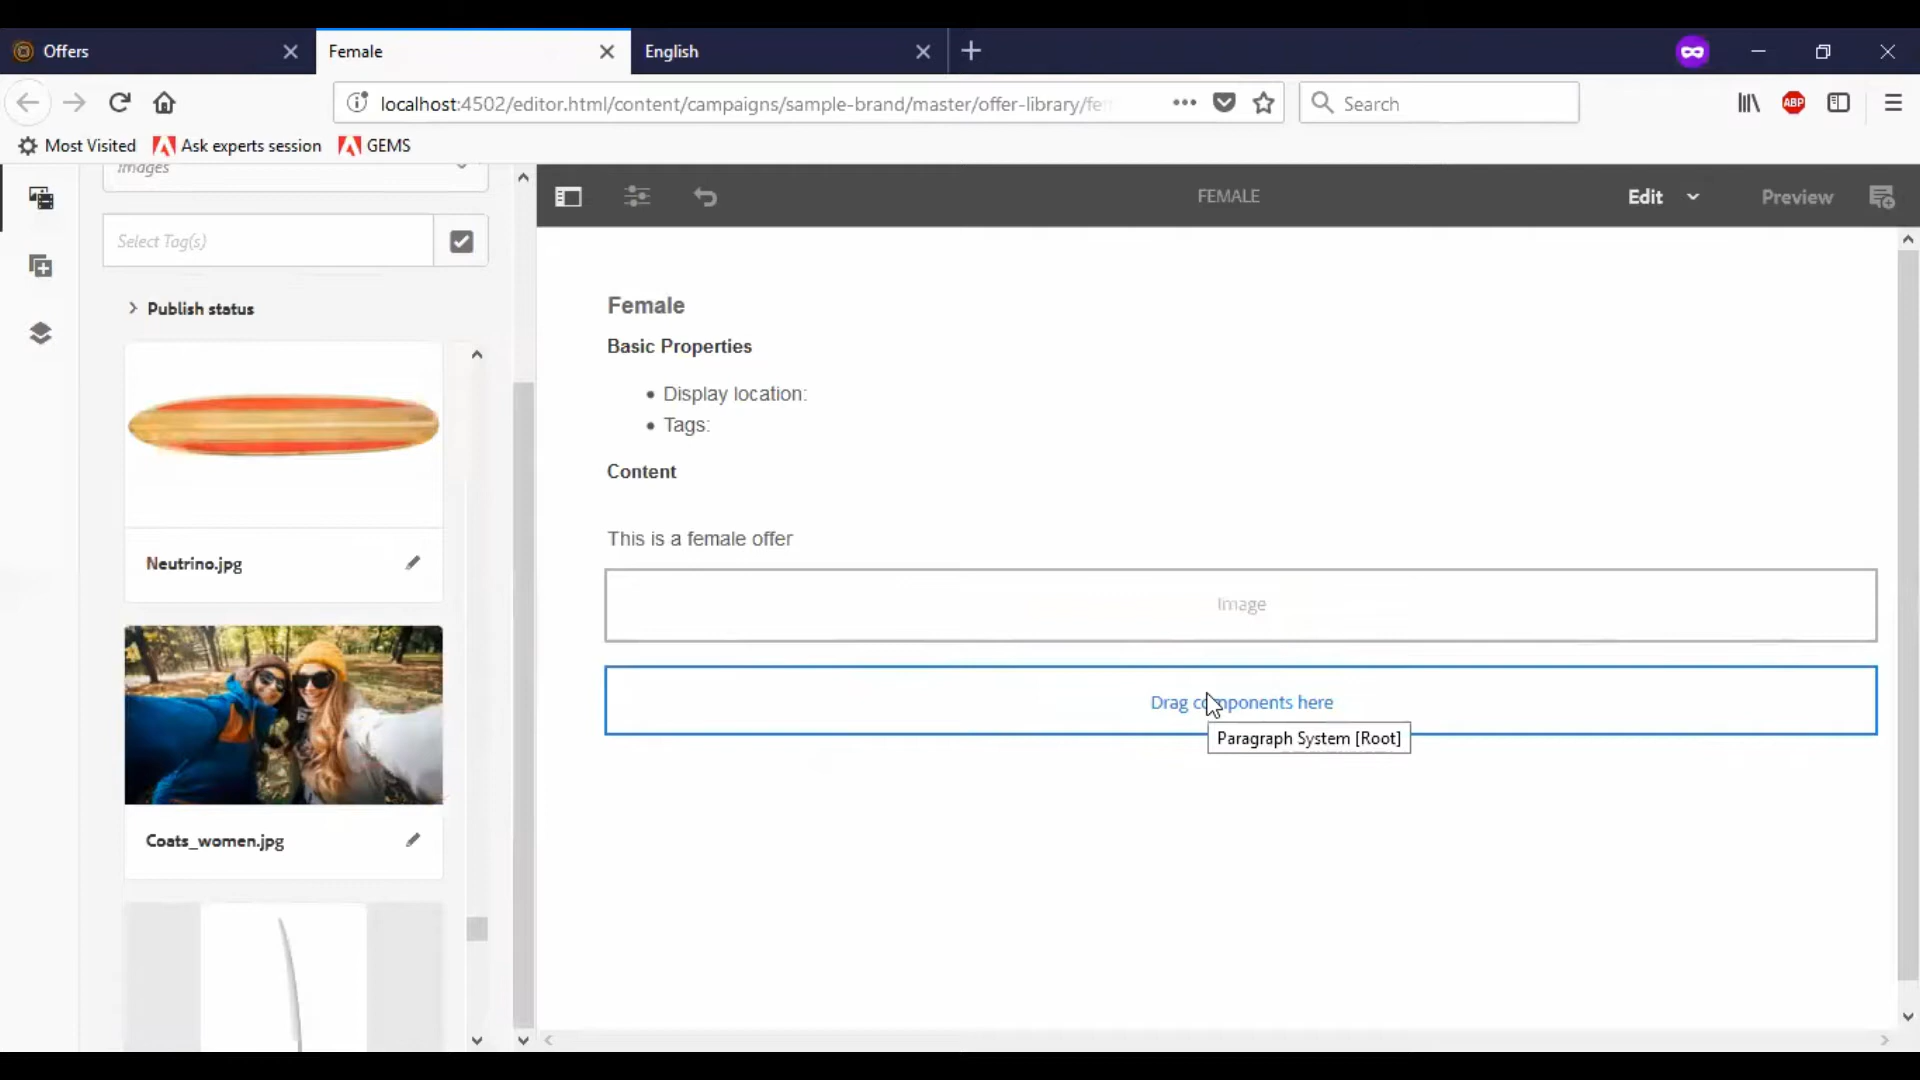 Offers
Female
English
localhost:4502/editor.html/content/campaigns/sample-brand/master/offer-library/fe
Search
ABP
Most Visited
Ask experts session
GEMS
Images
Select Tag(s)
Publish status
Neutrino.jpg
Coats_women.jpg
FEMALE
Edit
Preview
Female
Basic Properties
Display location:
Tags:
Content
This is a female offer
Image
Drag components here
Paragraph System [Root]